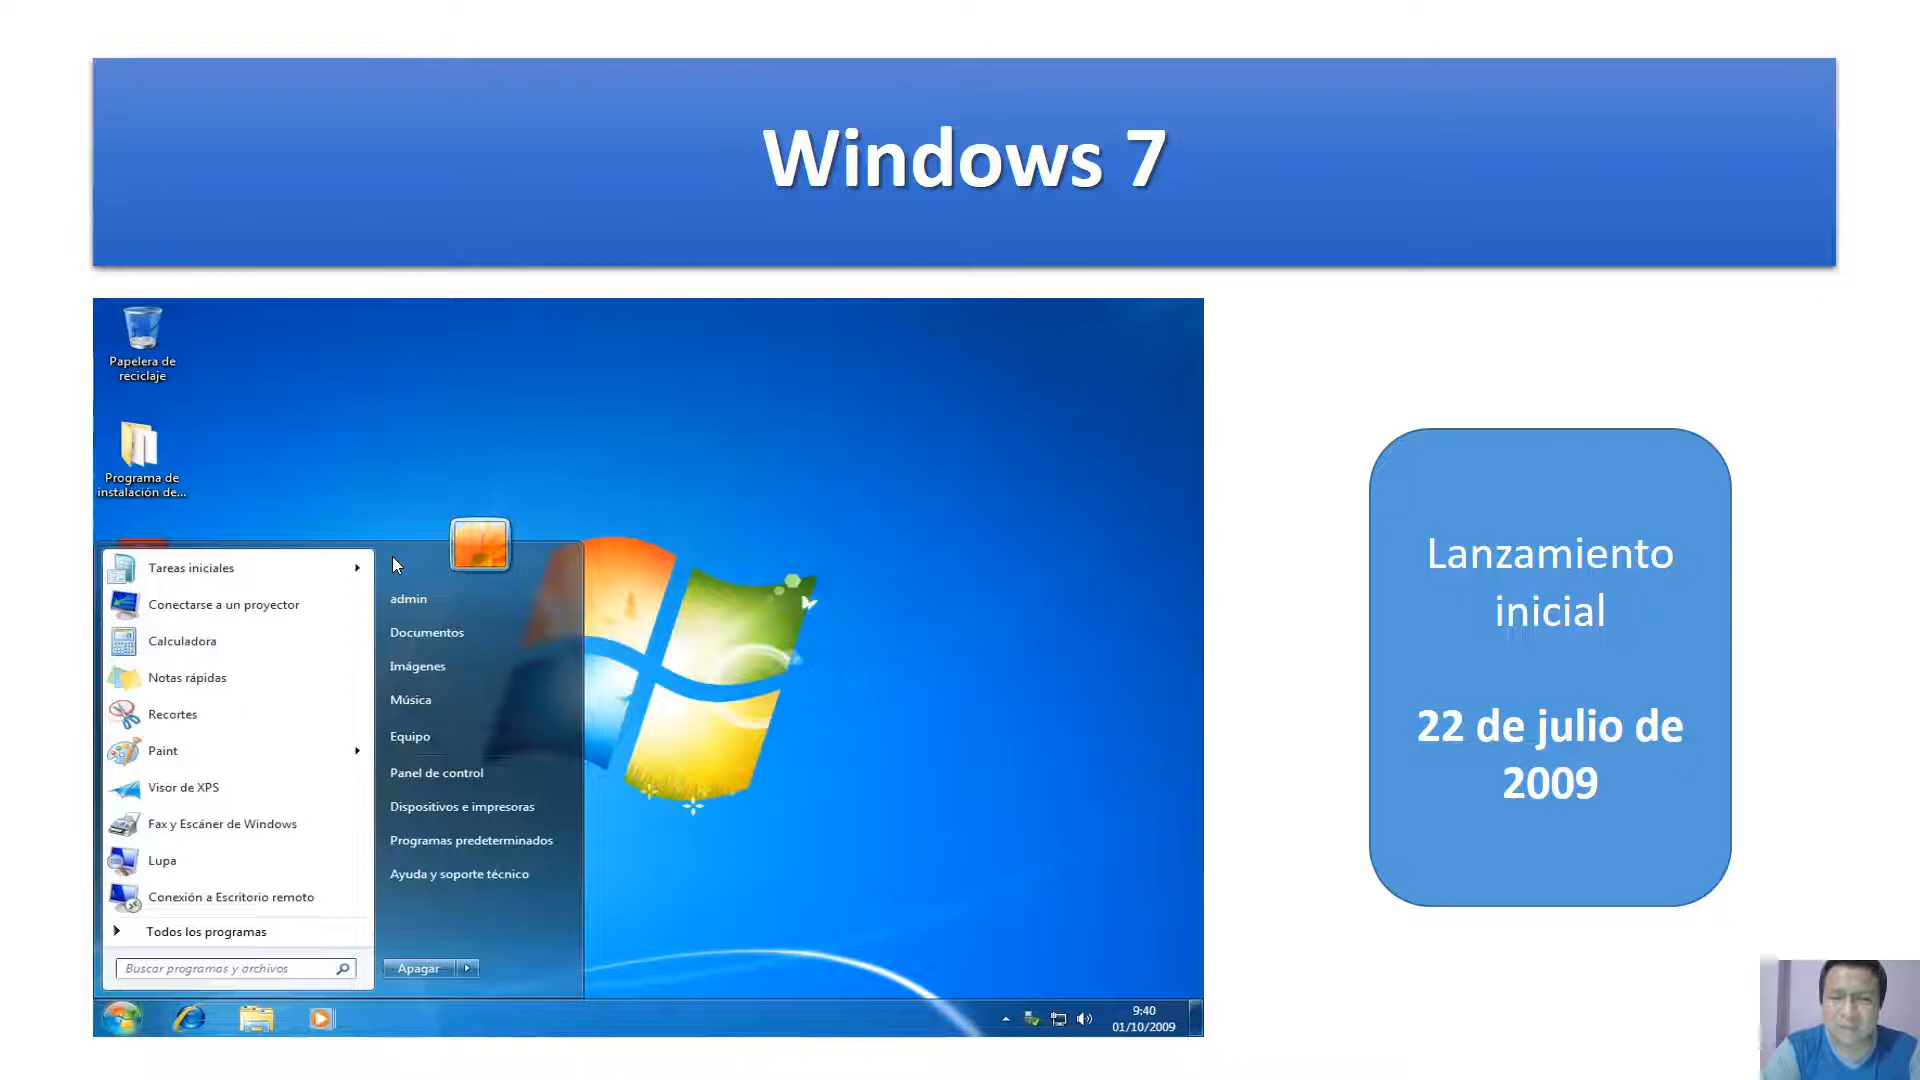 Windows 7
Papelera de
reciclaje
Programa de
instalación de...
Tareas iniciales
Conectarse a un proyector
Calculadora
Notas rápidas
Recortes
Paint
Visor de XPS
Fax y Escáner de Windows
Lupa
Conexión a Escritorio remoto
Todos los programas
Buscar programas y archivos
admin
Documentos
Imágenes
Música
Equipo
Panel de control
Dispositivos e impresoras
Programas predeterminados
Ayuda y soporte técnico
Apagar
9:40
01/10/2009
Lanzamiento
inicial
22 de julio de
2009